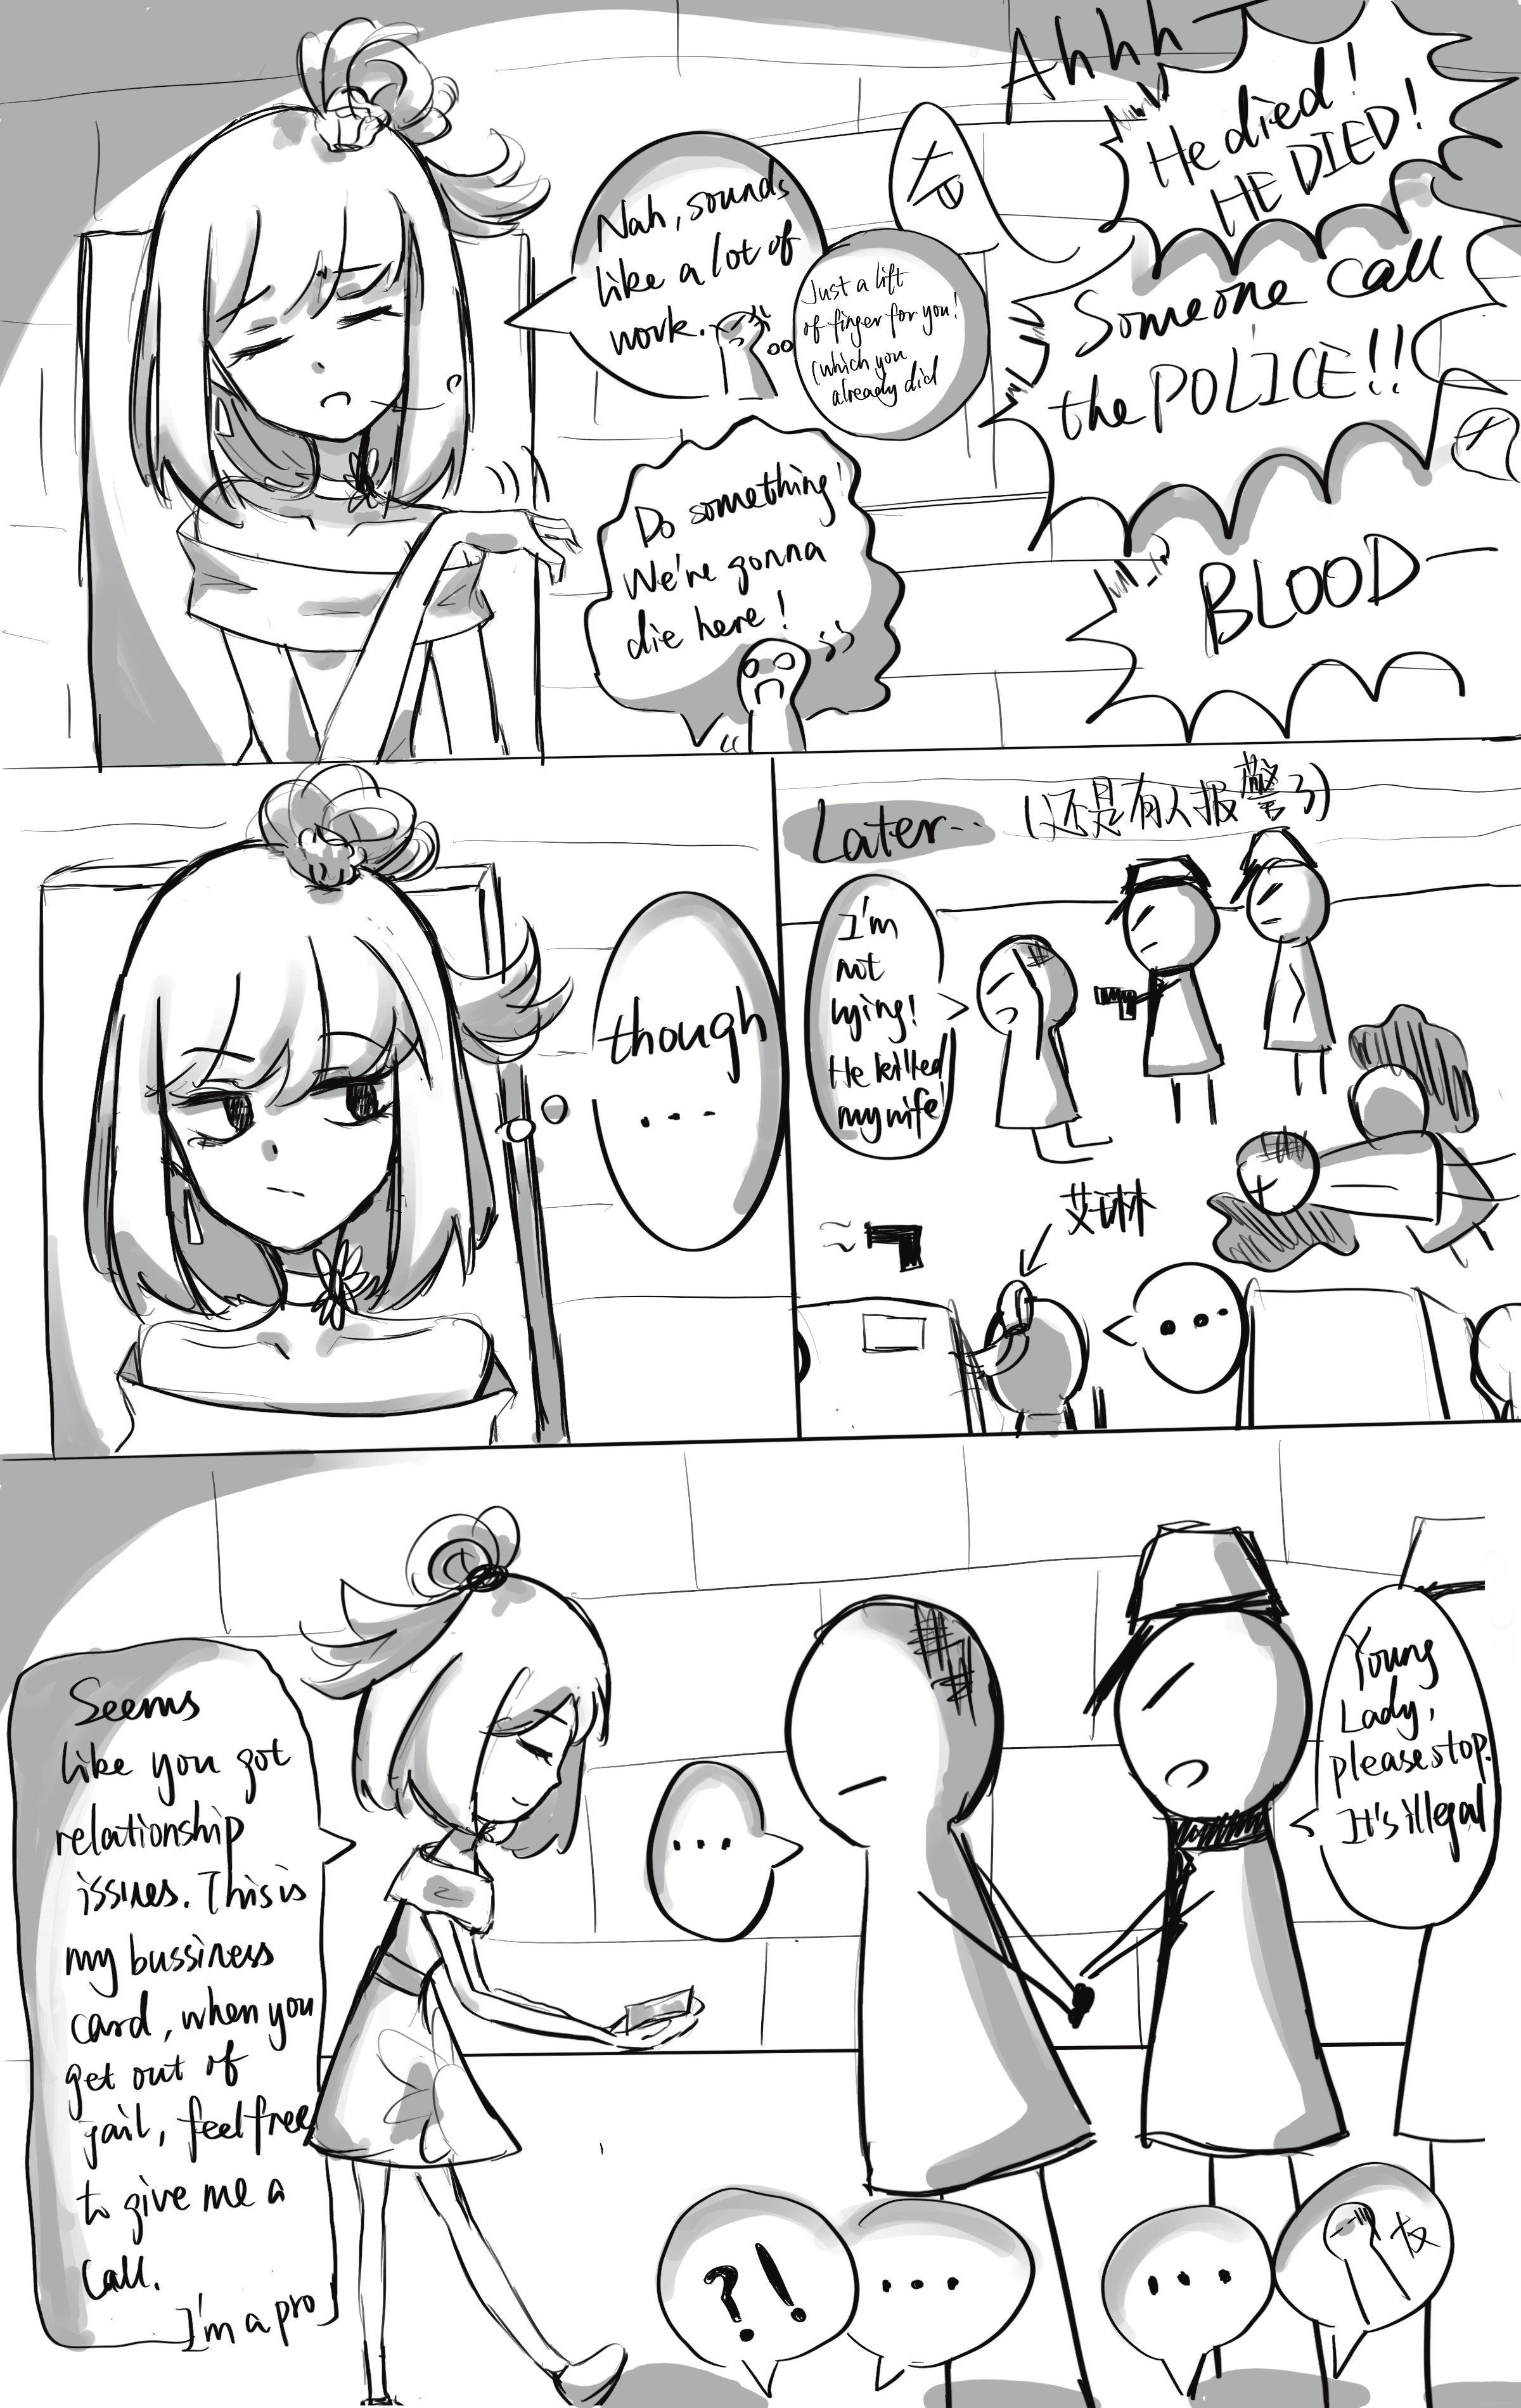 Ahhh
He died!
HE DIED!
Nah, sounds
like a lot of
work.
Just a lift
of finger for you!
(which you
already did
Someone call
the POLICE!!
Do something!
We're gonna
die here!
BLOOD—
though
...
Later..
(还是有人报警了)
I'm
not
lying!
He killed
my wife!
艾琳
...
Seems
like you got
relationship
issues. This is
my bussiness
card, when you
get out of
jail, feel free
to give me a
call.
I'm a pro
...
Young
Lady,
please stop.
It's illegal
?!
...
...
友